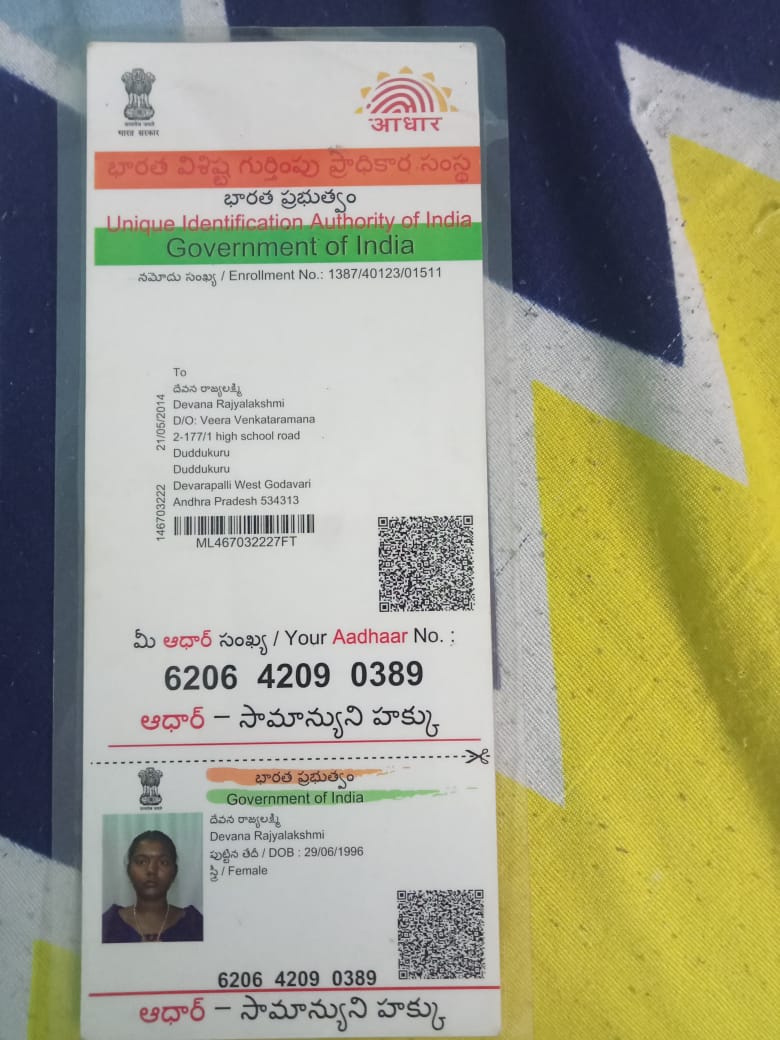 भारत सरकार
आधार
భారత విశిష్ట గుర్తింపు ప్రాధికార సంస్థ
భారత ప్రభుత్వం
Unique Identification Authority of India
Government of India
నమోదు సంఖ్య / Enrollment No.: 1387/40123/01511
To
దేవన రాజ్యలక్ష్మి
Devana Rajyalakshmi
D/O: Veera Venkataramana
2-177/1 high school road
Duddukuru
Duddukuru
Devarapalli West Godavari
Andhra Pradesh 534313
21/05/2014
146703222
ML467032227FT
మీ ఆధార్ సంఖ్య / Your Aadhaar No. :
6206 4209 0389
ఆధార్ – సామాన్యుని హక్కు
భారత ప్రభుత్వం
Government of India
దేవన రాజ్యలక్ష్మి
Devana Rajyalakshmi
పుట్టిన తేదీ / DOB : 29/06/1996
స్త్రీ / Female
6206 4209 0389
ఆధార్ – సామాన్యుని హక్కు